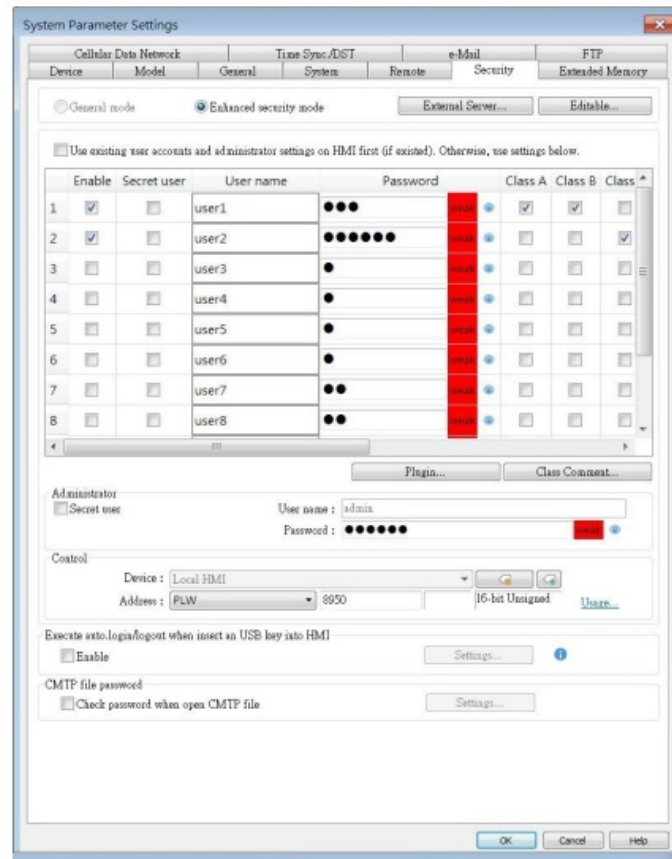 System Parameter Settings
Cellular Data Network Time Sync./DST e-Mail FTP
Device Model General System Remote Security Extended Memory
General mode Enhanced security mode External Server... Editable...
Use existing user accounts and administrator settings on HMI first (if existed). Otherwise, use settings below.
Enable Secret user User name Password Class A Class B Class
1 user1 weak
2 user2 weak
3 user3 weak
4 user4 weak
5 user5 weak
6 user6 weak
7 user7 weak
8 user8 weak
Plugin... Class Comment...
Administrator
Secret user User name : admin
Password : weak
Control
Device : Local HMI
Address : PLW 8950 16-bit Unsigned Usage...
Execute auto.login/logout when insert an USB key into HMI
Enable Settings...
CMTP file password
Check password when open CMTP file Settings...
OK Cancel Help